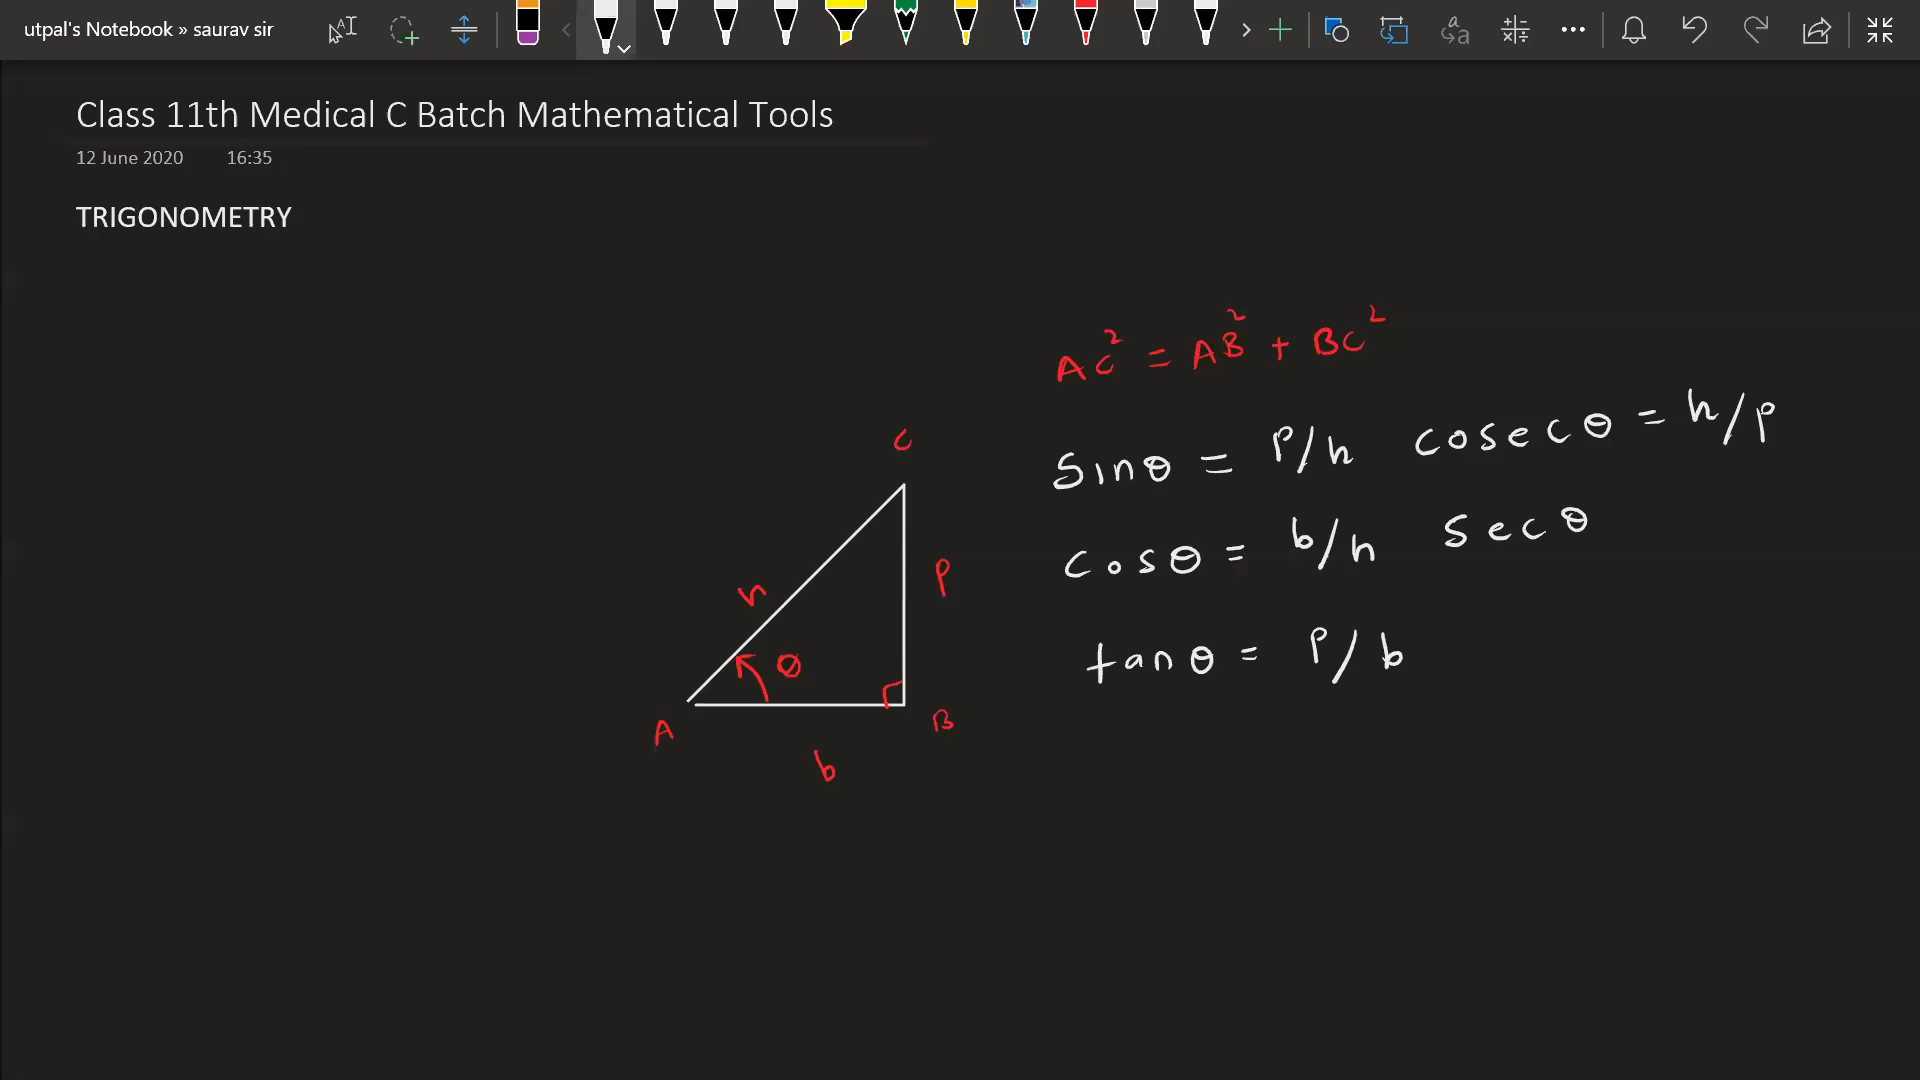 utpal's Notebook » saurav sir
Class 11th Medical C Batch Mathematical Tools
12 June 2020 16:35
TRIGONOMETRY
AC² = AB² + BC²
sinθ = P/h cosecθ = h/p
cosθ = b/h secθ
tanθ = P/b
C
P
h
θ
A
B
b